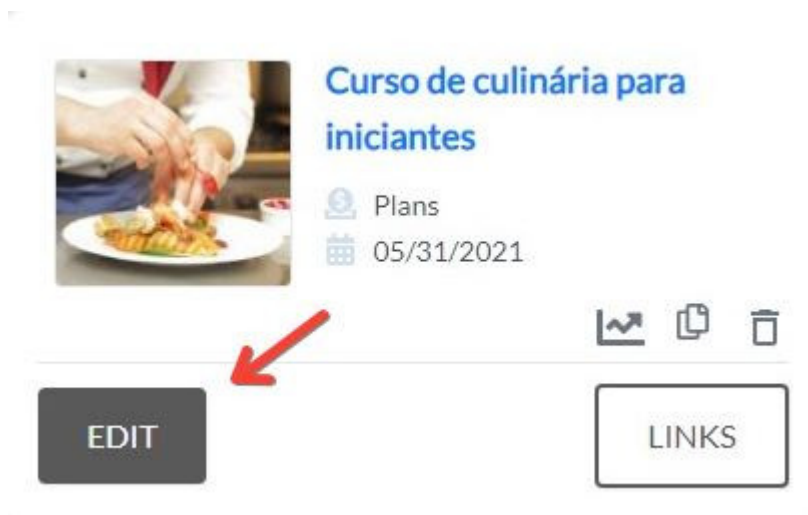 Curso de culinária para
iniciantes
Plans
05/31/2021
EDIT
LINKS